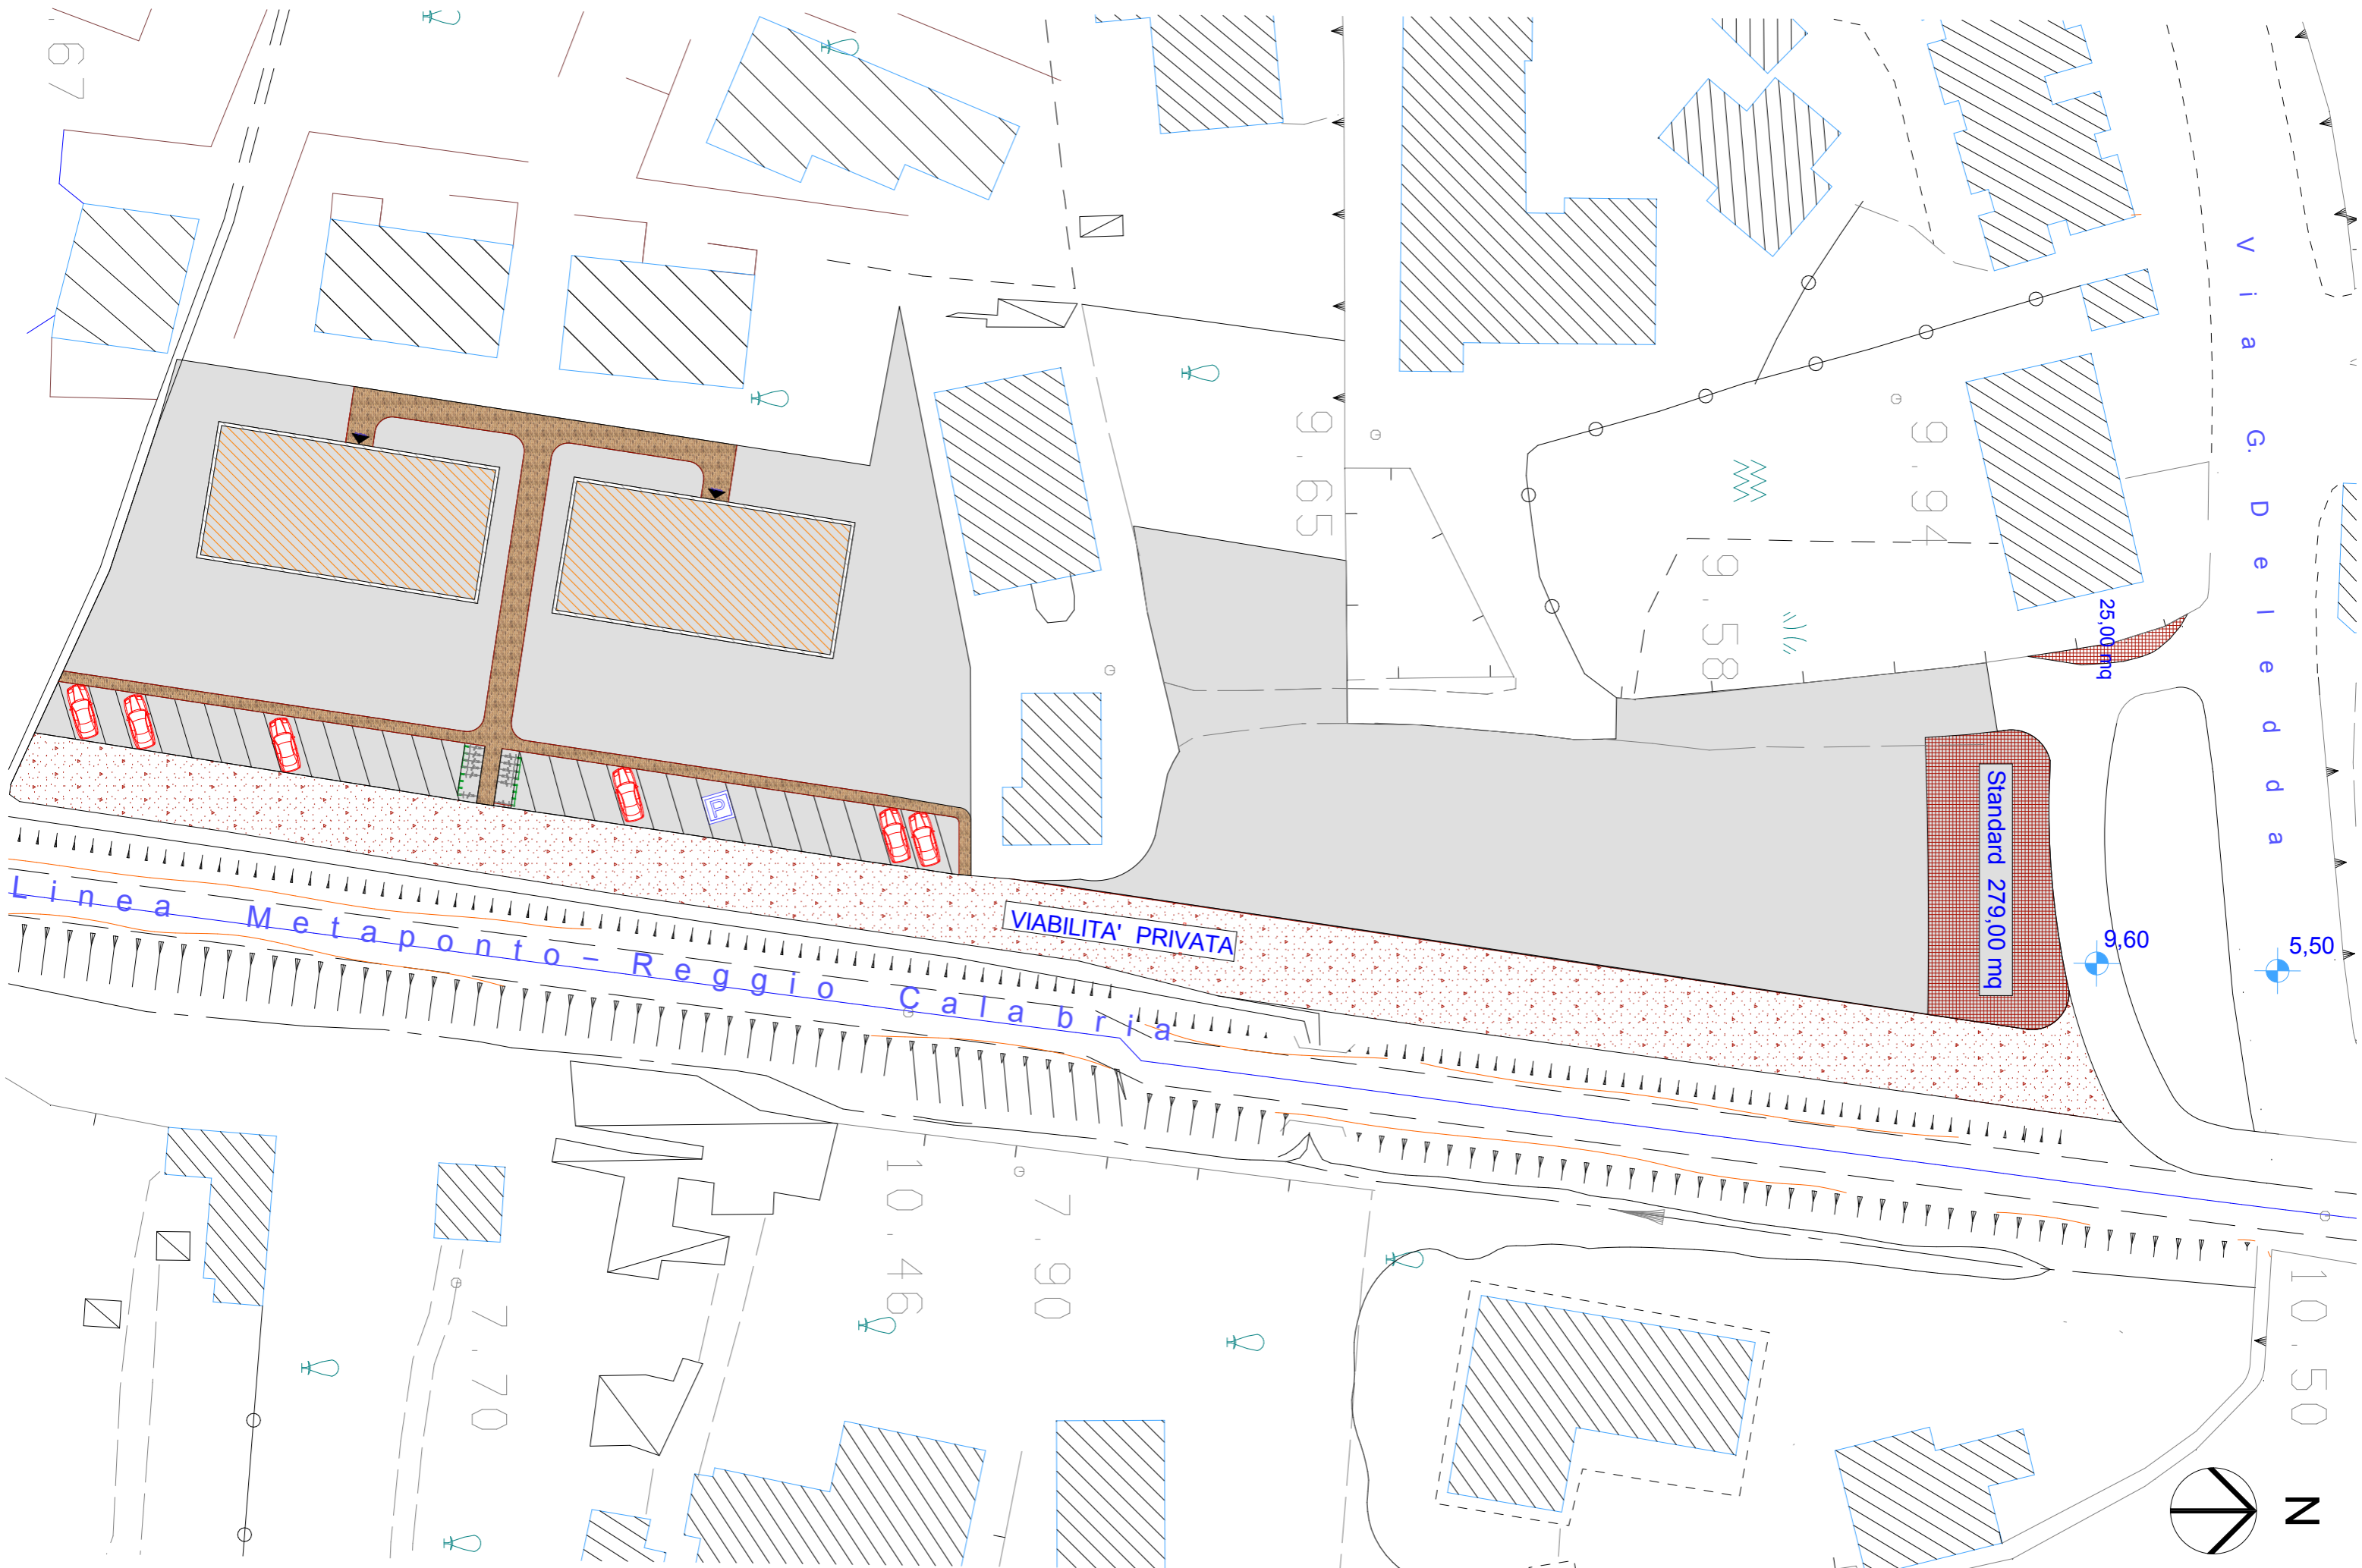 .67
Via G. Deledda
9.65
9.94
9.58
25,00 mq
Standard 279,00 mq
P
VIABILITA' PRIVATA
9,60
5,50
Linea Metaponto – Reggio Calabria
10.46
7.90
7.70
10.50
N